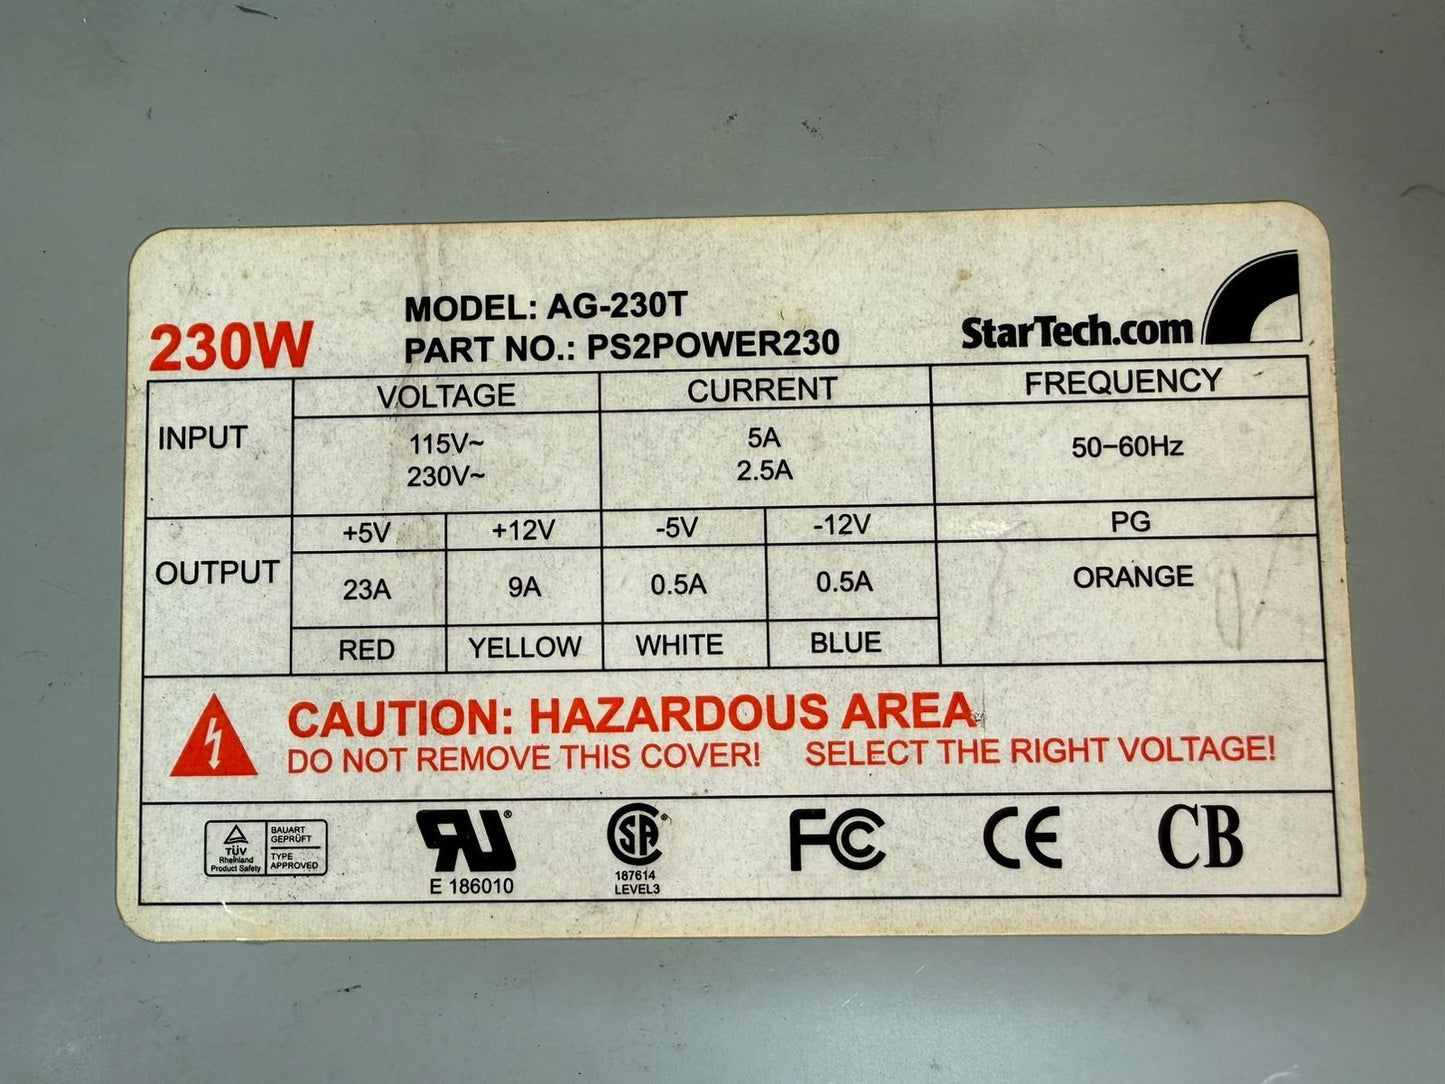 230W
MODEL: AG-230T
PART NO.: PS2POWER230
StarTech.com
VOLTAGE CURRENT FREQUENCY
INPUT
115V~ 5A 50-60Hz
230V~ 2.5A
+5V +12V -5V -12V PG
OUTPUT
23A 9A 0.5A 0.5A ORANGE
RED YELLOW WHITE BLUE
CAUTION: HAZARDOUS AREA
DO NOT REMOVE THIS COVER! SELECT THE RIGHT VOLTAGE!
TÜV
Rheinland
Product Safety
BAUART
GEPRÜFT
TYPE
APPROVED
RU®
E 186010
SA®
187614
LEVEL3
FC
CE
CB